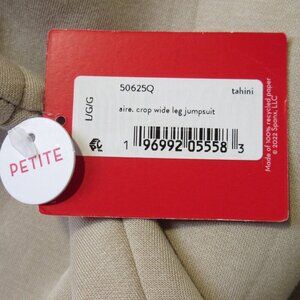 50625Q tahini
L/G/G
aire. crop wide leg jumpsuit
1 96992 05558 3
Made of 100% recycled paper
© 2022 Spanx, LLC
PETITE